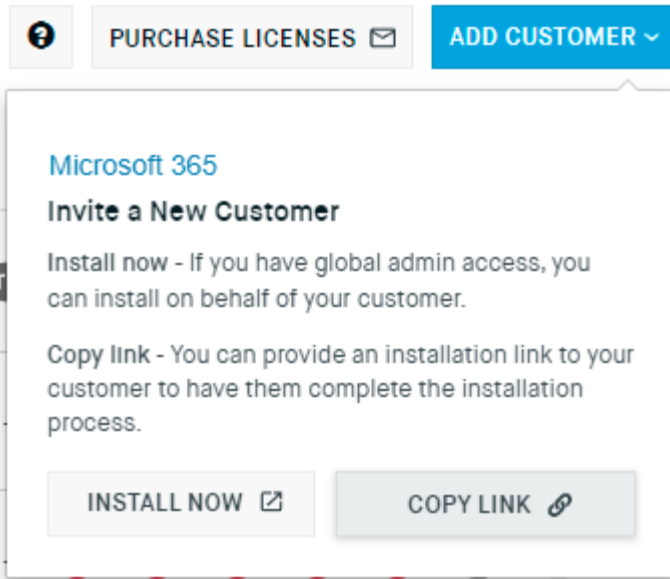 PURCHASE LICENSES
ADD CUSTOMER
Microsoft 365
Invite a New Customer
Install now - If you have global admin access, you
can install on behalf of your customer.
Copy link - You can provide an installation link to your
customer to have them complete the installation
process.
INSTALL NOW
COPY LINK